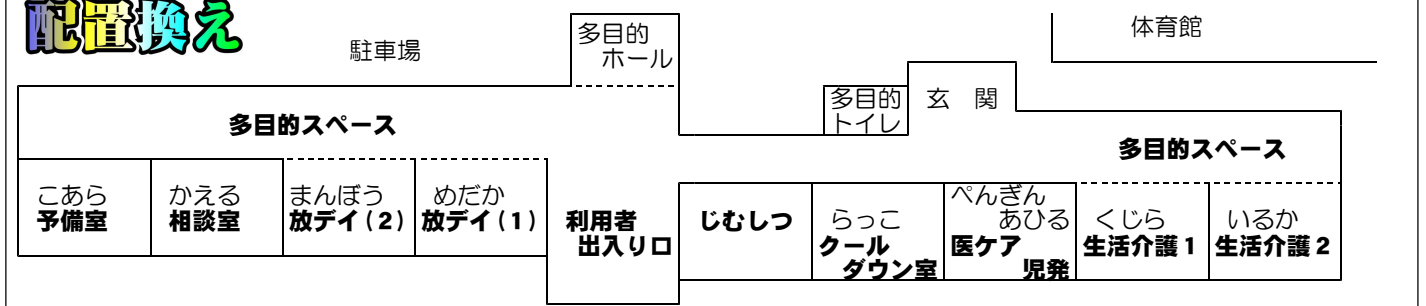 配置換え
駐車場
多目的
ホール
体育館
多目的
トイレ
玄　関
多目的スペース
多目的スペース
こあら
予備室
かえる
相談室
まんぼう
放デイ(2)
めだか
放デイ(1)
利用者
出入り口
じむしつ
らっこ
クール
ダウン室
ぺんぎん
あひる
医ケア
児発
くじら
生活介護1
いるか
生活介護2